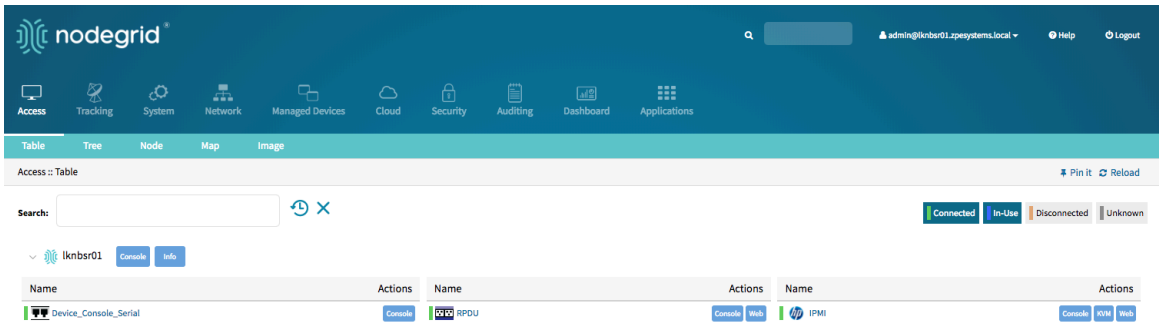 nodegrid®
admin@lknbsr01.zpesystems.local Help Logout
Access Tracking System Network Managed Devices Cloud Security Auditing Dashboard Applications
Table Tree Node Map Image
Access :: Table Pin it Reload
Search: Connected In-Use Disconnected Unknown
lknbsr01 Console Info
Name Actions Name Actions Name Actions
Device_Console_Serial Console RPDU Console Web hp IPMI Console KVM Web